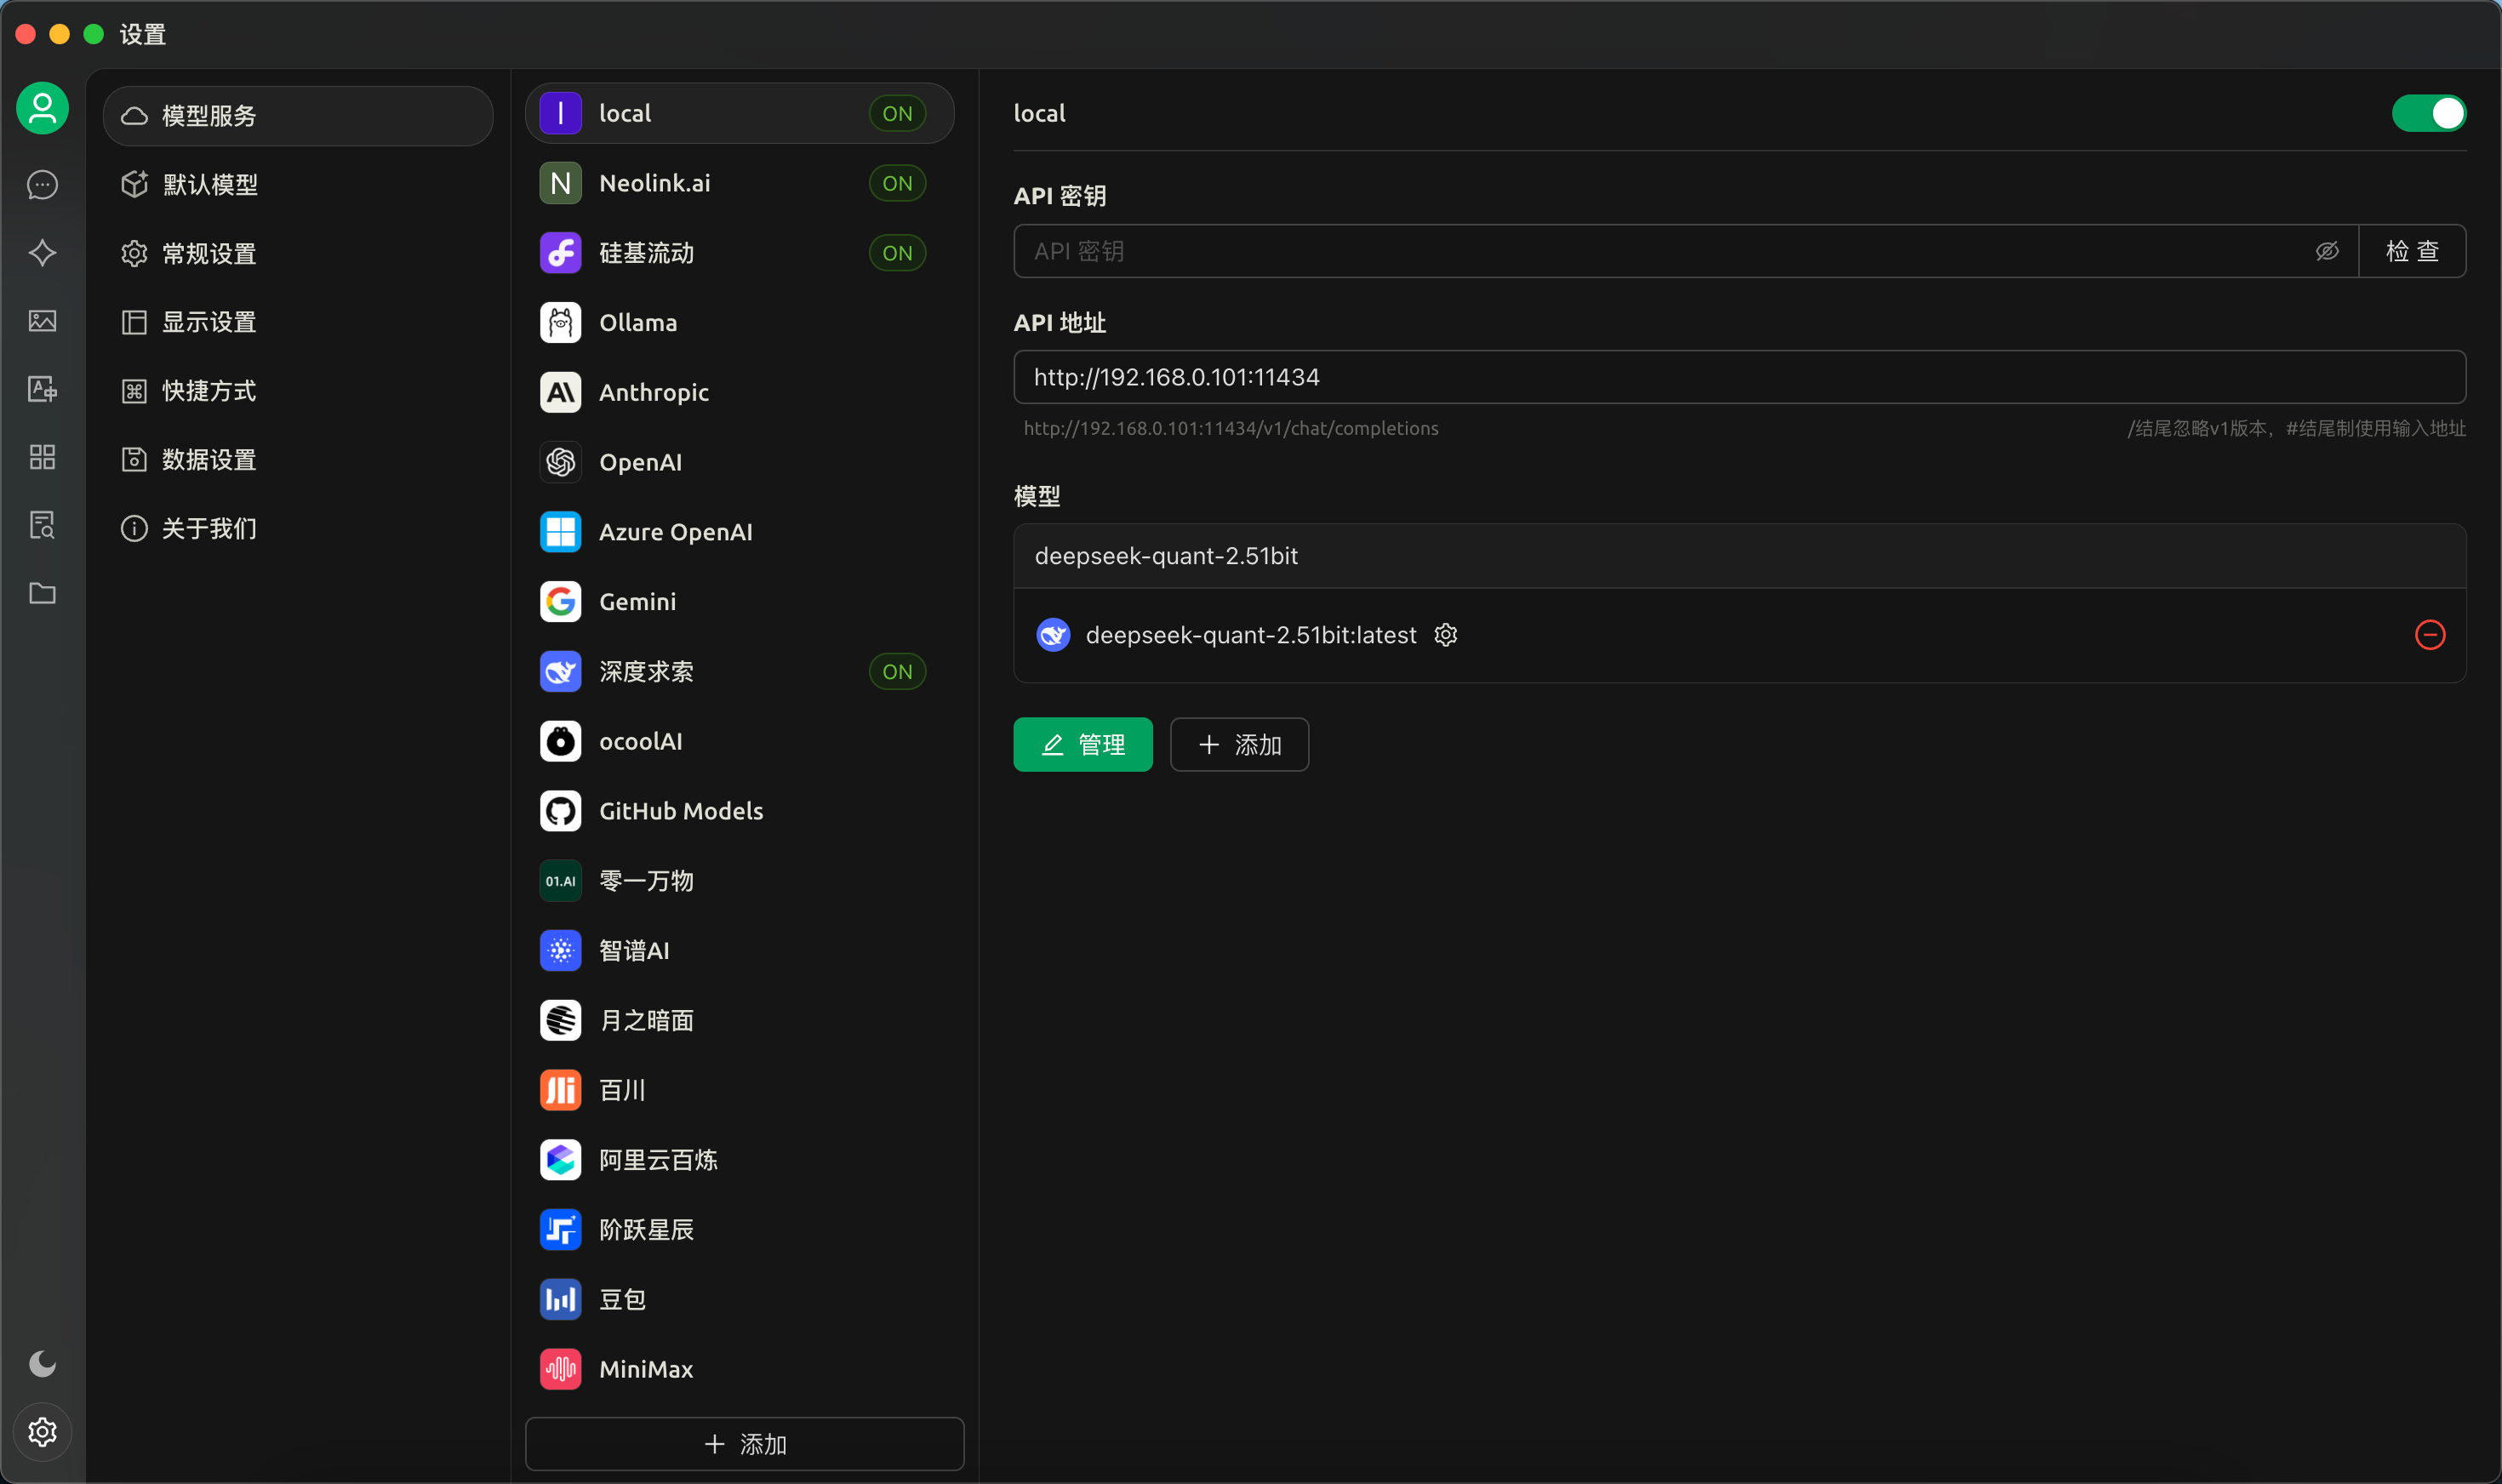 设置
模型服务
默认模型
常规设置
显示设置
快捷方式
数据设置
关于我们
l local ON
N Neolink.ai ON
硅基流动 ON
Ollama
Anthropic
OpenAI
Azure OpenAI
Gemini
深度求索 ON
ocoolAI
GitHub Models
01.AI 零一万物
智谱AI
月之暗面
百川
阿里云百炼
阶跃星辰
豆包
MiniMax
添加
local
API 密钥
API 密钥 检 查
API 地址
http://192.168.0.101:11434
http://192.168.0.101:11434/v1/chat/completions /结尾忽略v1版本，#结尾制使用输入地址
模型
deepseek-quant-2.51bit
deepseek-quant-2.51bit:latest
管理 添加